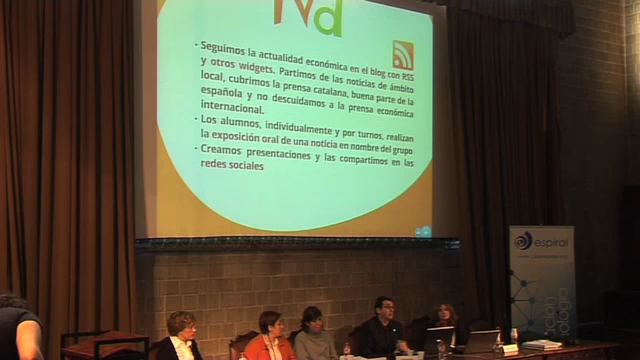 - Seguimos la actualidad económica en el blog con RSS
y otros widgets. Partimos de las noticias de ámbito
local, cubrimos la prensa catalana, buena parte de la
española y no descuidamos a la prensa económica
internacional.
- Los alumnos, individualmente y por turnos, realizan
la exposición oral de una noticia en nombre del grupo
- Creamos presentaciones y las compartimos en las
redes sociales
espiral